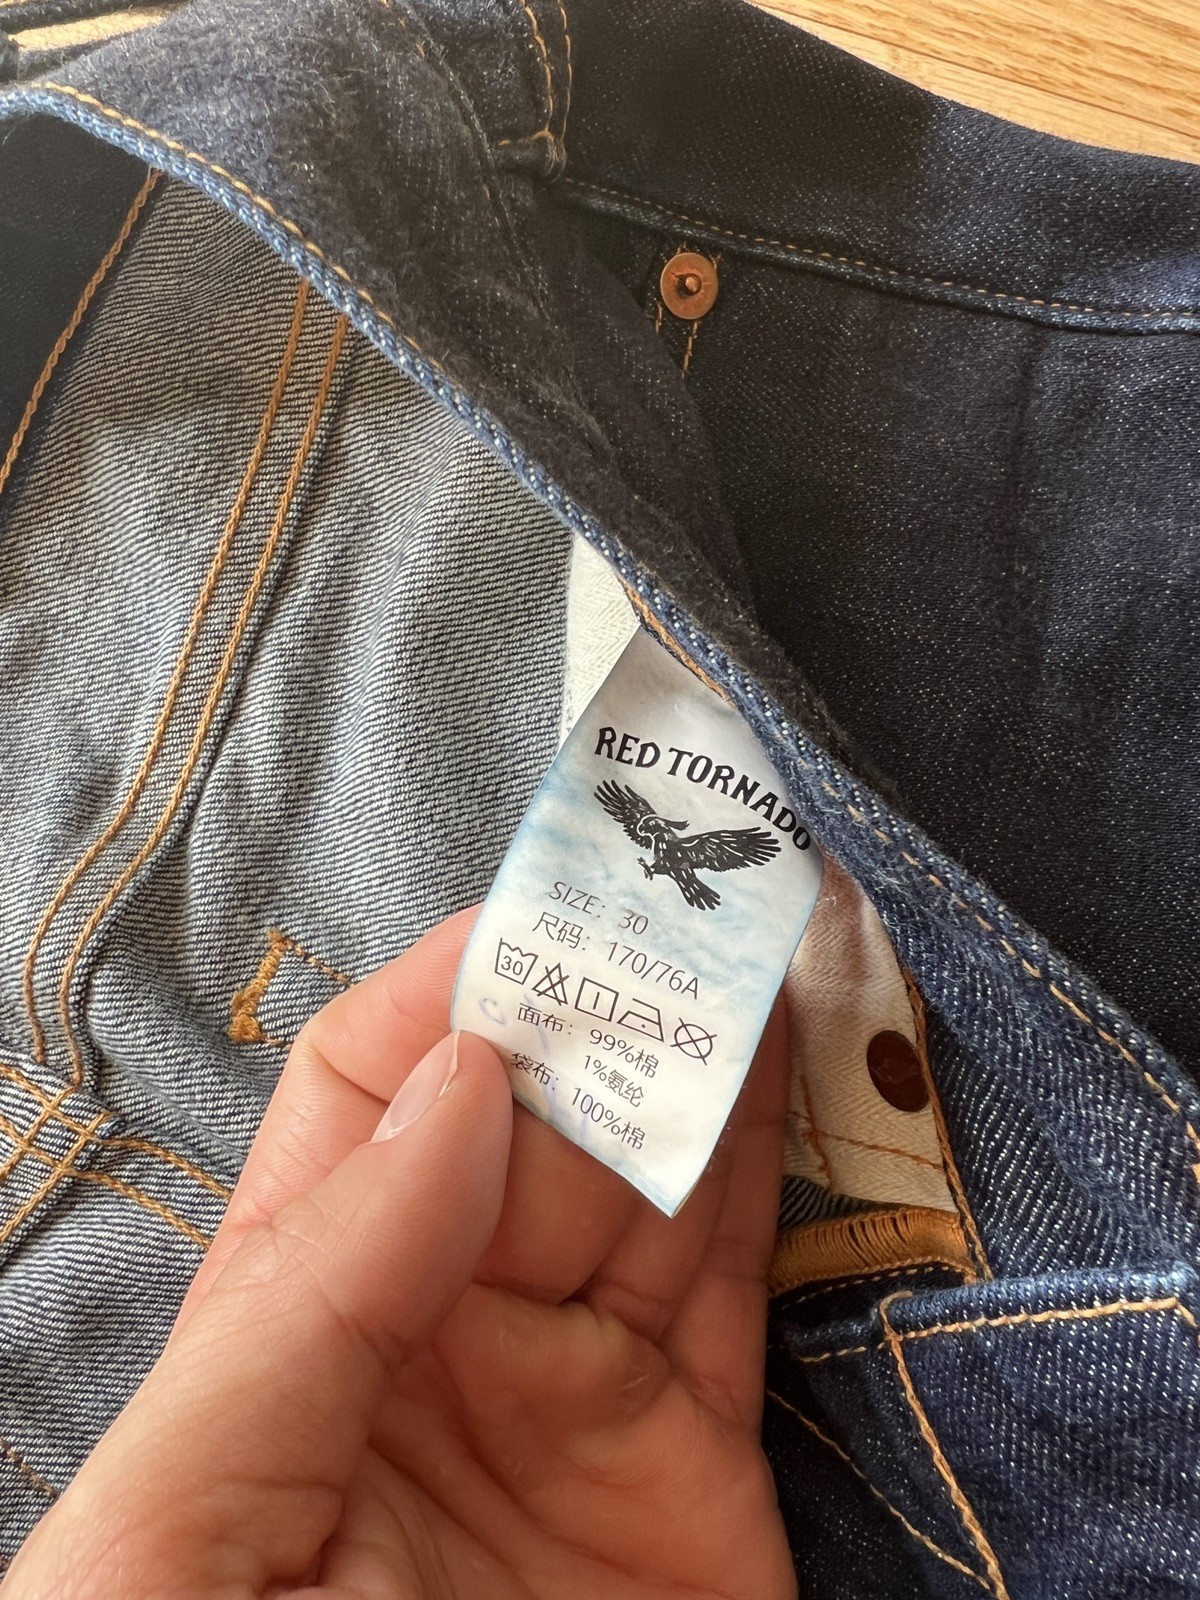 RED TORNADO
SIZE: 30
尺码: 170/76A
30
面布: 99%棉
1%氨纶
袋布: 100%棉